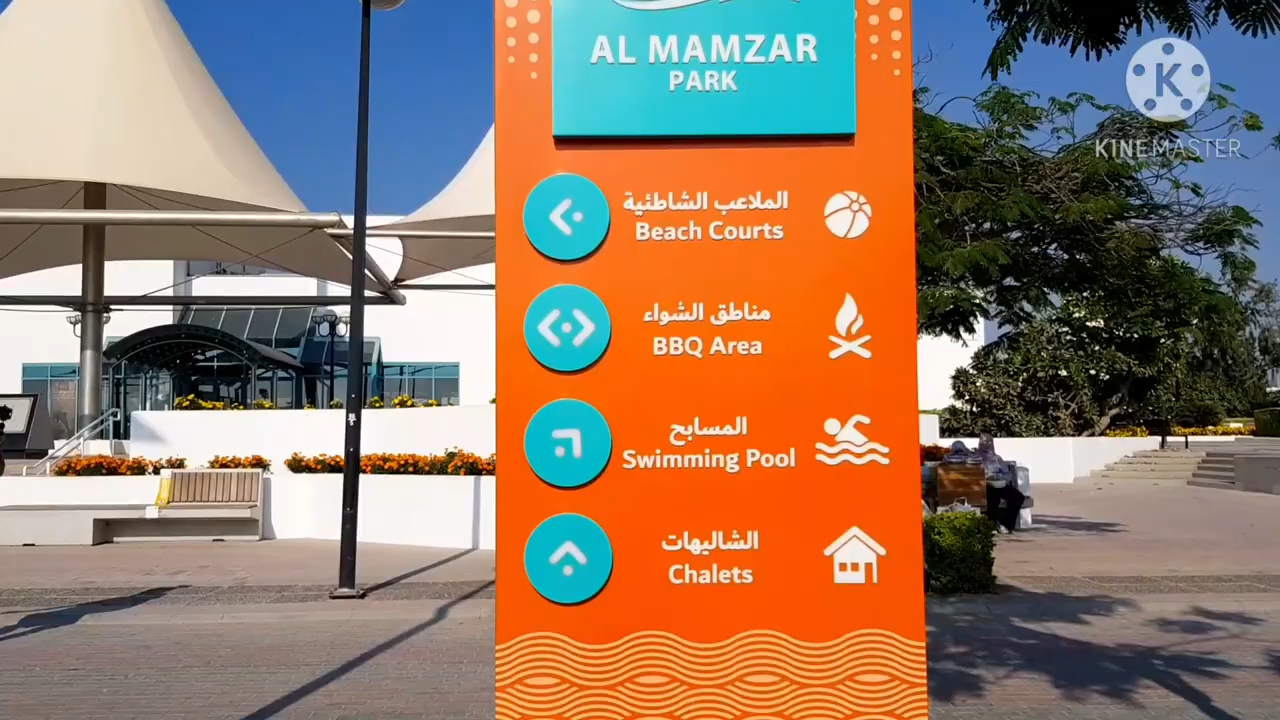 AL MAMZAR
PARK
الملاعب الشاطئية
Beach Courts
مناطق الشواء
BBQ Area
المسابح
Swimming Pool
الشاليهات
Chalets
K
KINEMASTER